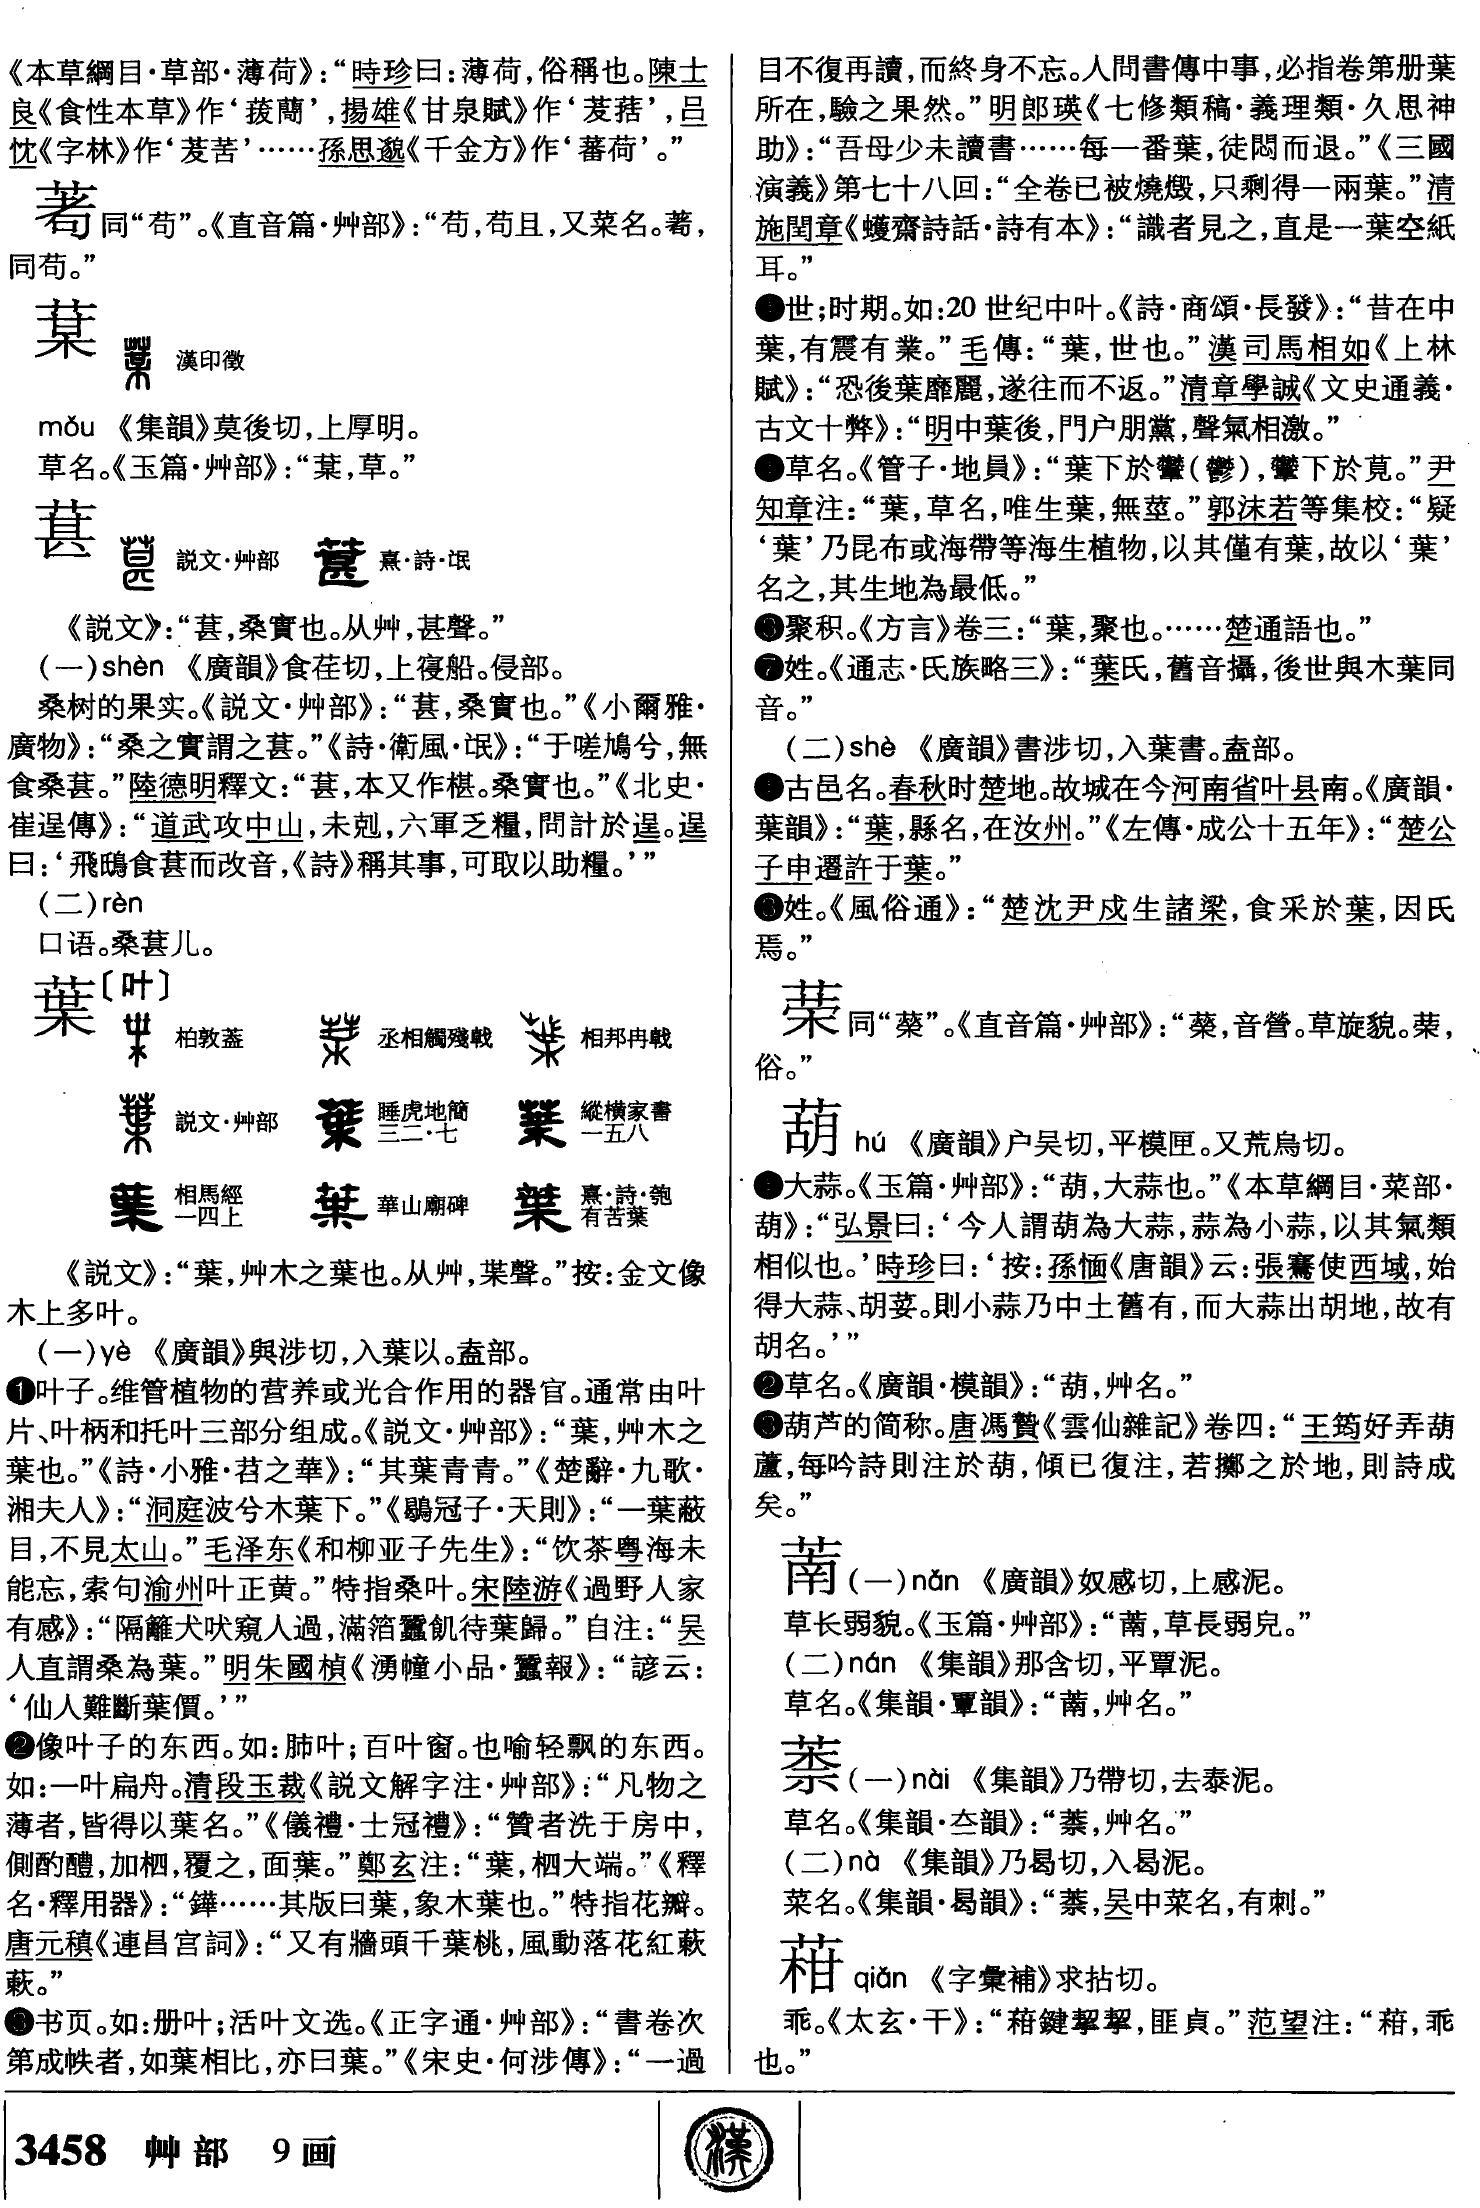 《本草綱目·草部·薄荷》：“時珍曰：薄荷，俗稱也。陳士
良《食性本草》作‘菝䕞’，揚雄《甘泉賦》作‘茇葀’，吕
忱《字林》作‘茇苦’……孫思邈《千金方》作‘蕃荷’。”
同“苟”。《直音篇·艸部》：“苟，苟且，又菜名。
同苟。”
葈
漢印徵
mǒu 《集韻》莫後切，上厚明。
草名。《玉篇·艸部》：“，草。”
葚
説文·艸部 熹·詩·氓
《説文》：“葚，桑實也。从艸，甚聲。”
（一）shèn 《廣韻》食荏切，上寑船。侵部。
桑树的果实。《説文·艸部》：“葚，桑實也。”《小爾雅·
廣物》：“桑之實謂之葚。”《詩·衛風·氓》：“于嗟鳩兮，無
食桑葚。”陸德明釋文：“葚，本又作椹。桑實也。”《北史·
崔逞傳》：“道武攻中山，未剋，六軍乏糧，問計於逞。逞
曰：‘飛鴟食葚而改音，《詩》稱其事，可取以助糧。’”
（二）rèn
口语。桑葚儿。
葉〔叶〕
柏敦蓋 丞相觸殘戟 相邦冉戟
説文·艸部 睡虎地簡三二·七 縱横家書一五八
相馬經一四上 華山廟碑 熹·詩·匏有苦葉
《説文》：“葉，艸木之葉也。从艸，枼聲。”按：金文像
木上多叶。
（一）yè 《廣韻》與涉切，入葉以。盍部。
❶叶子。维管植物的营养或光合作用的器官。通常由叶
片、叶柄和托叶三部分组成。《説文·艸部》：“葉，艸木之
葉也。”《詩·小雅·苕之華》：“其葉青青。”《楚辭·九歌·
湘夫人》：“洞庭波兮木葉下。”《鶡冠子·天則》：“一葉蔽
目，不見太山。”毛泽东《和柳亚子先生》：“饮茶粤海未
能忘，索句渝州叶正黄。”特指桑叶。宋陸游《過野人家
有感》：“隔籬犬吠窺人過，滿箔蠶飢待葉歸。”自注：“吴
人直謂桑為葉。”明朱國楨《湧幢小品·蠶報》：“諺云：
‘仙人難斷葉價。’”
❷像叶子的东西。如：肺叶；百叶窗。也喻轻飘的东西。
如：一叶扁舟。清段玉裁《説文解字注·艸部》：“凡物之
薄者，皆得以葉名。”《儀禮·士冠禮》：“贊者洗于房中，
側酌醴，加柶，覆之，面葉。”鄭玄注：“葉，柶大端。”《釋
名·釋用器》：“鏵……其版曰葉，象木葉也。”特指花瓣。
唐元稹《連昌宫詞》：“又有牆頭千葉桃，風動落花紅蔌
蔌。”
❸书页。如：册叶；活叶文选。《正字通·艸部》：“書卷次
第成帙者，如葉相比，亦曰葉。”《宋史·何涉傳》：“一過
目不復再讀，而終身不忘。人問書傳中事，必指卷第册葉
所在，驗之果然。”明郎瑛《七修類稿·義理類·久思神
助》：“吾母少未讀書……每一番葉，徒悶而退。”《三國
演義》第七十八回：“全卷已被燒燬，只剩得一兩葉。”清
施閏章《蠖齋詩話·詩有本》：“識者見之，直是一葉空紙
耳。”
❹世；时期。如：20 世纪中叶。《詩·商頌·長發》：“昔在中
葉，有震有業。”毛傳：“葉，世也。”漢司馬相如《上林
賦》：“恐後葉靡麗，遂往而不返。”清章學誠《文史通義·
古文十弊》：“明中葉後，門户朋黨，聲氣相激。”
❺草名。《管子·地員》：“葉下於（鬱），下於莧。”尹
知章注：“葉，草名，唯生葉，無莖。”郭沫若等集校：“疑
‘葉’乃昆布或海帶等海生植物，以其僅有葉，故以‘葉’
名之，其生地為最低。”
❻聚积。《方言》卷三：“葉，聚也。……楚通語也。”
❼姓。《通志·氏族略三》：“葉氏，舊音攝，後世與木葉同
音。”
（二）shè 《廣韻》書涉切，入葉書。盍部。
❶古邑名。春秋时楚地。故城在今河南省叶县南。《廣韻·
葉韻》：“葉，縣名，在汝州。”《左傳·成公十五年》：“楚公
子申遷許于葉。”
❷姓。《風俗通》：“楚沈尹戍生諸梁，食采於葉，因氏
焉。”
同“䕦”。《直音篇·艸部》：“，音營。草旋貌。
俗。”
葫 hú 《廣韻》户吴切，平模匣。又荒烏切。
❶大蒜。《玉篇·艸部》：“葫，大蒜也。”《本草綱目·菜部·
葫》：“弘景曰：‘今人謂葫為大蒜，蒜為小蒜，以其氣類
相似也。’時珍曰：‘按：孫愐《唐韻》云：張騫使西域，始
得大蒜、胡荽。則小蒜乃中土舊有，而大蒜出胡地，故有
胡名。’”
❷草名。《廣韻·模韻》：“葫，艸名。”
❸葫芦的简称。唐馮贄《雲仙雜記》卷四：“王筠好弄葫
蘆，每吟詩則注於葫，傾已復注，若擲之於地，則詩成
矣。”
萳（一）nǎn 《廣韻》奴感切，上感泥。
草长弱貌。《玉篇·艸部》：“萳，草長弱皃。”
（二）nán 《集韻》那含切，平覃泥。
草名。《集韻·覃韻》：“萳，艸名。”
萘（一）nài 《集韻》乃帶切，去泰泥。
草名。《集韻·夳韻》：“萘，艸名。”
（二）nà 《集韻》乃曷切，入曷泥。
菜名。《集韻·曷韻》：“萘，吴中菜名，有刺。”
qiǎn 《字彙補》求拈切。
乖。《太玄·干》：“鍵挈挈，匪貞。”范望注：“，乖
也。”
3458 艸部 9画
漢